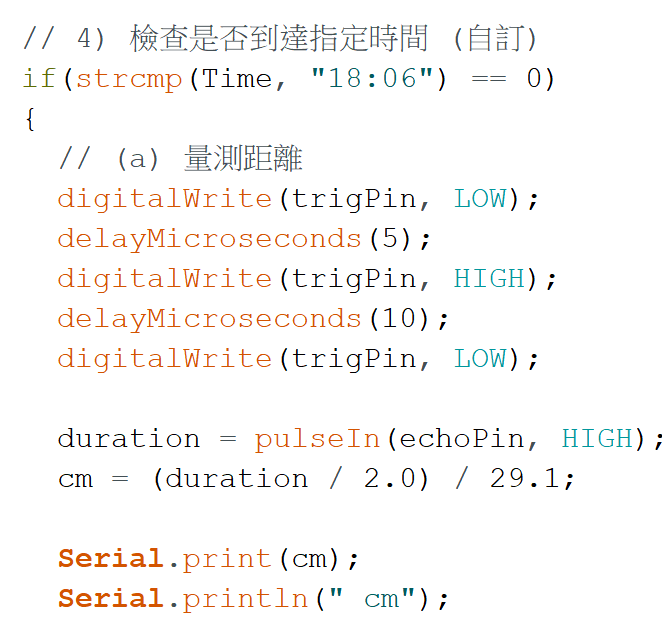 // 4) 檢查是否到達指定時間 (自訂)
if(strcmp(Time, "18:06") == 0)
{
  // (a) 量測距離
  digitalWrite(trigPin, LOW);
  delayMicroseconds(5);
  digitalWrite(trigPin, HIGH);
  delayMicroseconds(10);
  digitalWrite(trigPin, LOW);

  duration = pulseIn(echoPin, HIGH);
  cm = (duration / 2.0) / 29.1;

  Serial.print(cm);
  Serial.println(" cm");